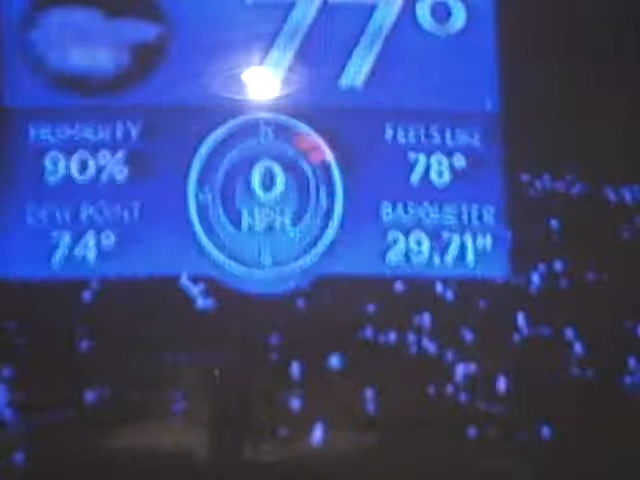 77°
HUMIDITY
90%
DEW POINT
74°
N
0
MPH
S
FEELS LIKE
78°
BAROMETER
29.71"